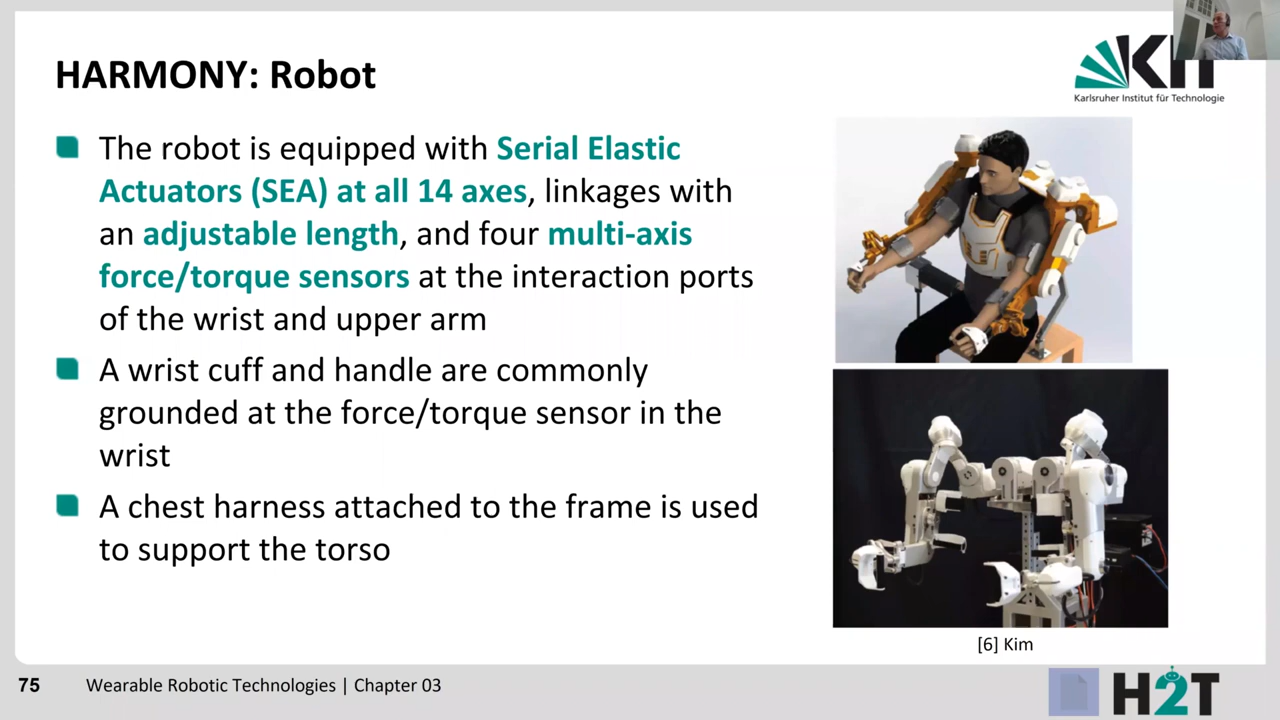 HARMONY: Robot
The robot is equipped with Serial Elastic
Actuators (SEA) at all 14 axes, linkages with
an adjustable length, and four multi-axis
force/torque sensors at the interaction ports
of the wrist and upper arm
A wrist cuff and handle are commonly
grounded at the force/torque sensor in the
wrist
A chest harness attached to the frame is used
to support the torso
KIT
Karlsruher Institut für Technologie
[6] Kim
75
Wearable Robotic Technologies | Chapter 03
H2T